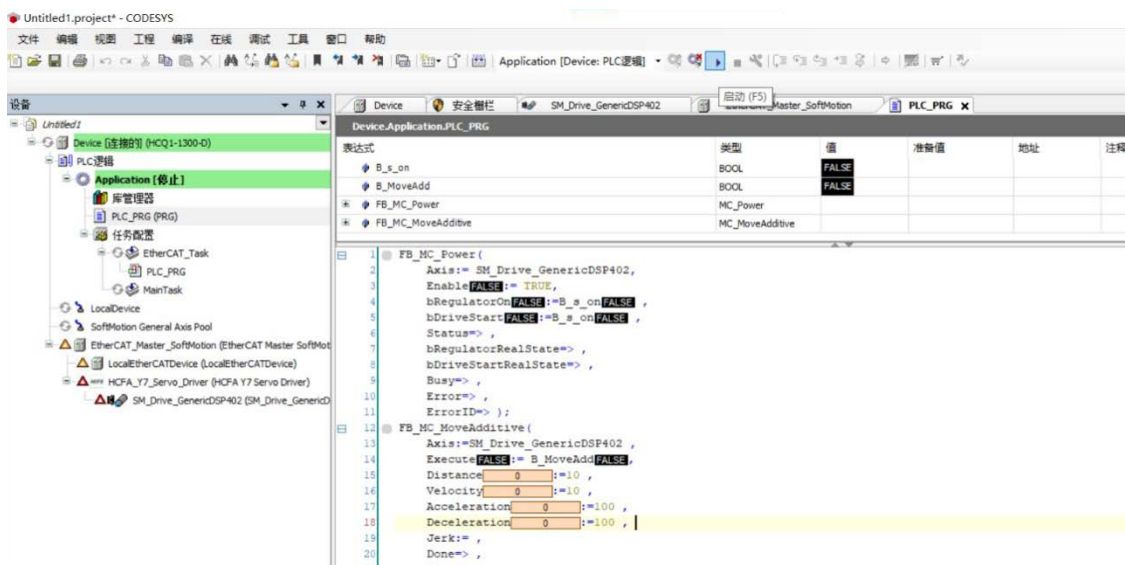 Untitled1.project* - CODESYS
文件 编辑 视图 工程 编译 在线 调试 工具 窗口 帮助
Application [Device: PLC逻辑]
启动 (F5)
设备
Untitled1
Device [连接的] (HCQ1-1300-D)
PLC逻辑
Application [停止]
库管理器
PLC_PRG (PRG)
任务配置
EtherCAT_Task
PLC_PRG
MainTask
LocalDevice
SoftMotion General Axis Pool
EtherCAT_Master_SoftMotion (EtherCAT Master SoftMot
LocalEtherCATDevice (LocalEtherCATDevice)
HCFA_Y7_Servo_Driver (HCFA Y7 Servo Driver)
SM_Drive_GenericDSP402 (SM_Drive_GenericD
Device 安全栅栏 SM_Drive_GenericDSP402 Master_SoftMotion PLC_PRG
Device.Application.PLC_PRG
表达式 类型 值 准备值 地址 注释
B_s_on BOOL FALSE
B_MoveAdd BOOL FALSE
FB_MC_Power MC_Power
FB_MC_MoveAdditive MC_MoveAdditive
1 FB_MC_Power(
2 Axis:= SM_Drive_GenericDSP402,
3 Enable FALSE := TRUE,
4 bRegulatorOn FALSE :=B_s_on FALSE ,
5 bDriveStart FALSE :=B_s_on FALSE ,
6 Status=> ,
7 bRegulatorRealState=> ,
8 bDriveStartRealState=> ,
9 Busy=> ,
10 Error=> ,
11 ErrorID=> );
12 FB_MC_MoveAdditive(
13 Axis:=SM_Drive_GenericDSP402 ,
14 Execute FALSE := B_MoveAdd FALSE,
15 Distance 0 :=10 ,
16 Velocity 0 :=10 ,
17 Acceleration 0 :=100 ,
18 Deceleration 0 :=100 ,
19 Jerk:= ,
20 Done=> ,